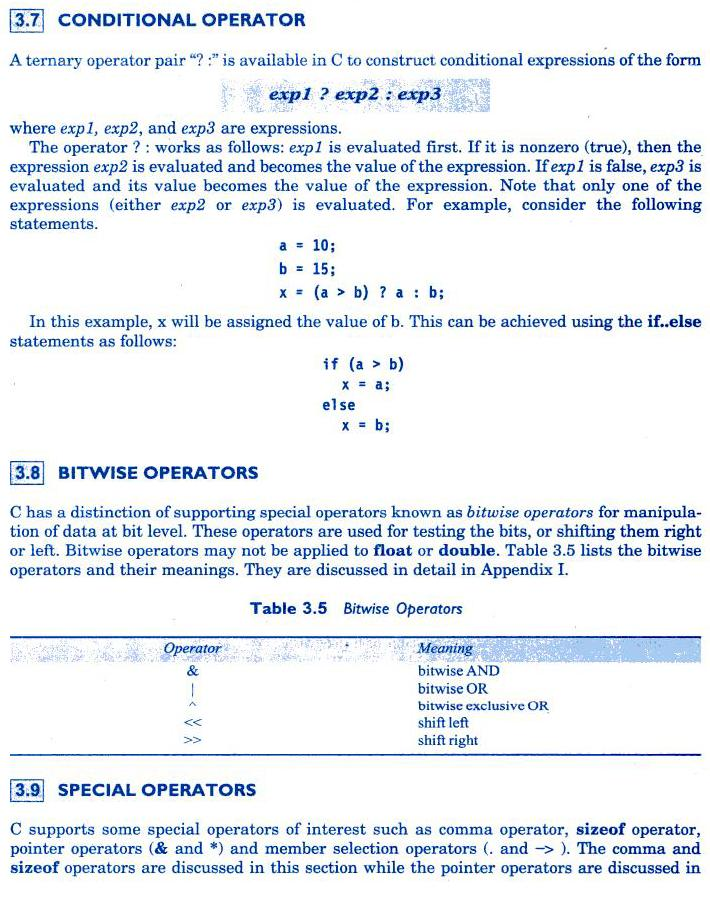 3.7 CONDITIONAL OPERATOR
A ternary operator pair “? :” is available in C to construct conditional expressions of the form
exp1 ? exp2 : exp3
where exp1, exp2, and exp3 are expressions.
The operator ? : works as follows: exp1 is evaluated first. If it is nonzero (true), then the
expression exp2 is evaluated and becomes the value of the expression. If exp1 is false, exp3 is
evaluated and its value becomes the value of the expression. Note that only one of the
expressions (either exp2 or exp3) is evaluated. For example, consider the following
statements.
a = 10;
b = 15;
x = (a > b) ? a : b;
In this example, x will be assigned the value of b. This can be achieved using the if..else
statements as follows:
if (a > b)
x = a;
else
x = b;
3.8 BITWISE OPERATORS
C has a distinction of supporting special operators known as bitwise operators for manipula-
tion of data at bit level. These operators are used for testing the bits, or shifting them right
or left. Bitwise operators may not be applied to float or double. Table 3.5 lists the bitwise
operators and their meanings. They are discussed in detail in Appendix I.
Table 3.5 Bitwise Operators
Operator Meaning
& bitwise AND
| bitwise OR
^ bitwise exclusive OR
<< shift left
>> shift right
3.9 SPECIAL OPERATORS
C supports some special operators of interest such as comma operator, sizeof operator,
pointer operators (& and *) and member selection operators (. and –> ). The comma and
sizeof operators are discussed in this section while the pointer operators are discussed in